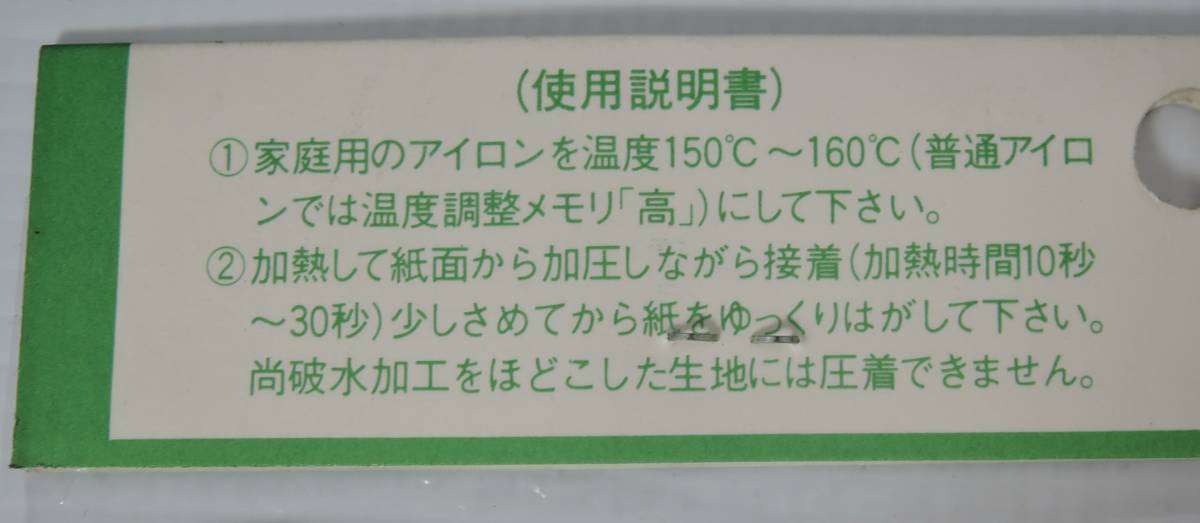 (使用説明書)
①家庭用のアイロンを温度150℃〜160℃(普通アイロ
ンでは温度調整メモリ「高」)にして下さい。
②加熱して紙面から加圧しながら接着(加熱時間10秒
〜30秒)少しさめてから紙をゆっくりはがして下さい。
尚破水加工をほどこした生地には圧着できません。